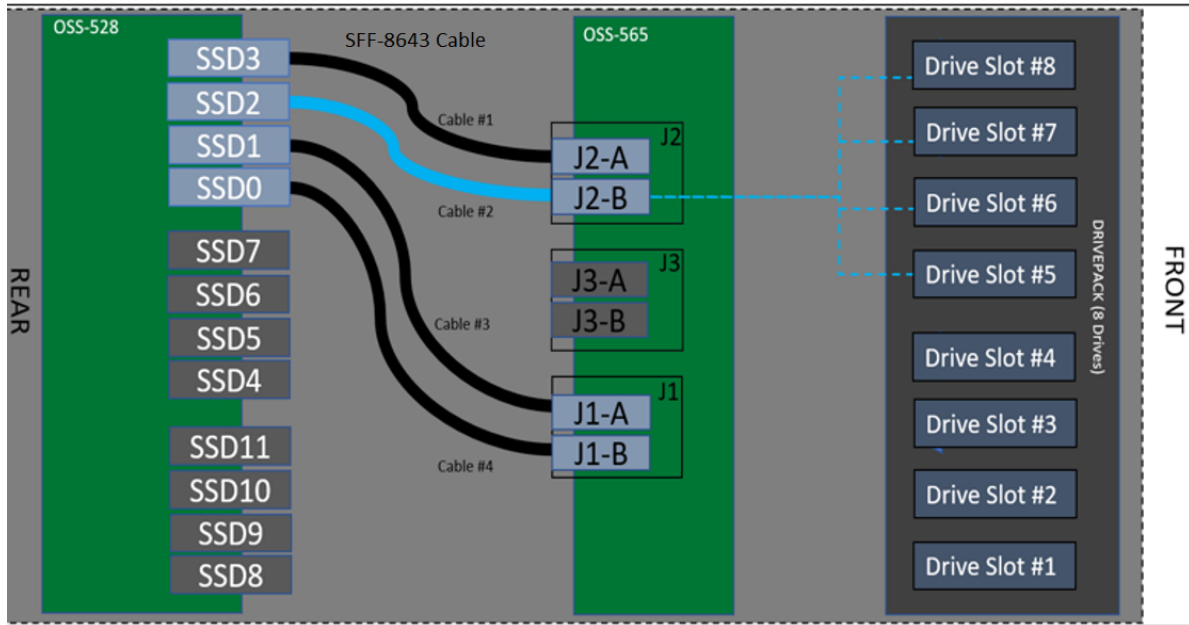 OSS-528
SFF-8643 Cable
OSS-565
SSD3
SSD2
SSD1
SSD0
SSD7
SSD6
SSD5
SSD4
SSD11
SSD10
SSD9
SSD8
Cable #1
Cable #2
Cable #3
Cable #4
J2
J2-A
J2-B
J3
J3-A
J3-B
J1
J1-A
J1-B
Drive Slot #8
Drive Slot #7
Drive Slot #6
Drive Slot #5
Drive Slot #4
Drive Slot #3
Drive Slot #2
Drive Slot #1
DRIVEPACK (8 Drives)
REAR
FRONT